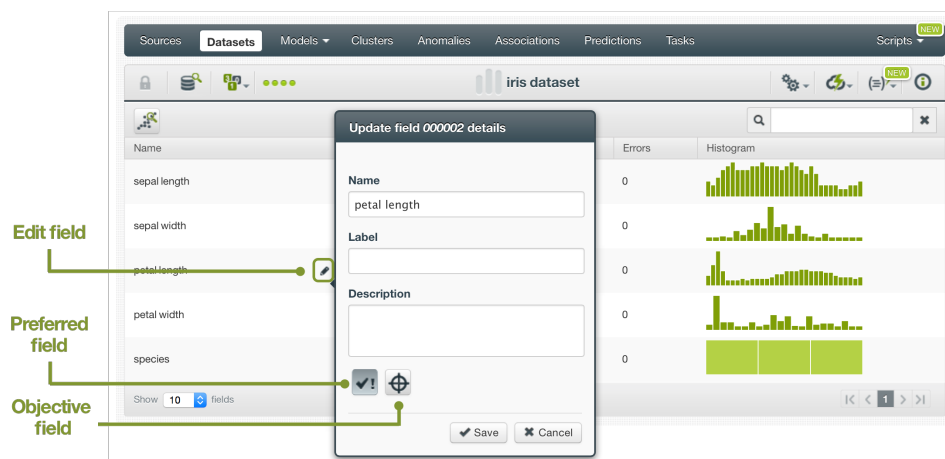 NEW
Sources Datasets Models Clusters Anomalies Associations Predictions Tasks Scripts
NEW
iris dataset
Update field 000002 details
Name Errors Histogram
Name
sepal length 0
petal length
sepal width 0
Label
Edit field
petal length 0
Description
petal width 0
Preferred
field
species 0
Show 10 fields 1
Objective
field
Save Cancel